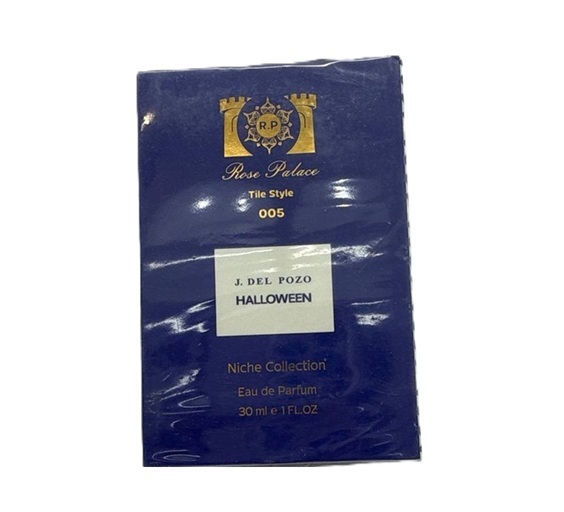 R.P
Rose Palace
Tile Style
005
J. DEL POZO
HALLOWEEN
Niche Collection
Eau de Parfum
30 ml e 1 FL.OZ